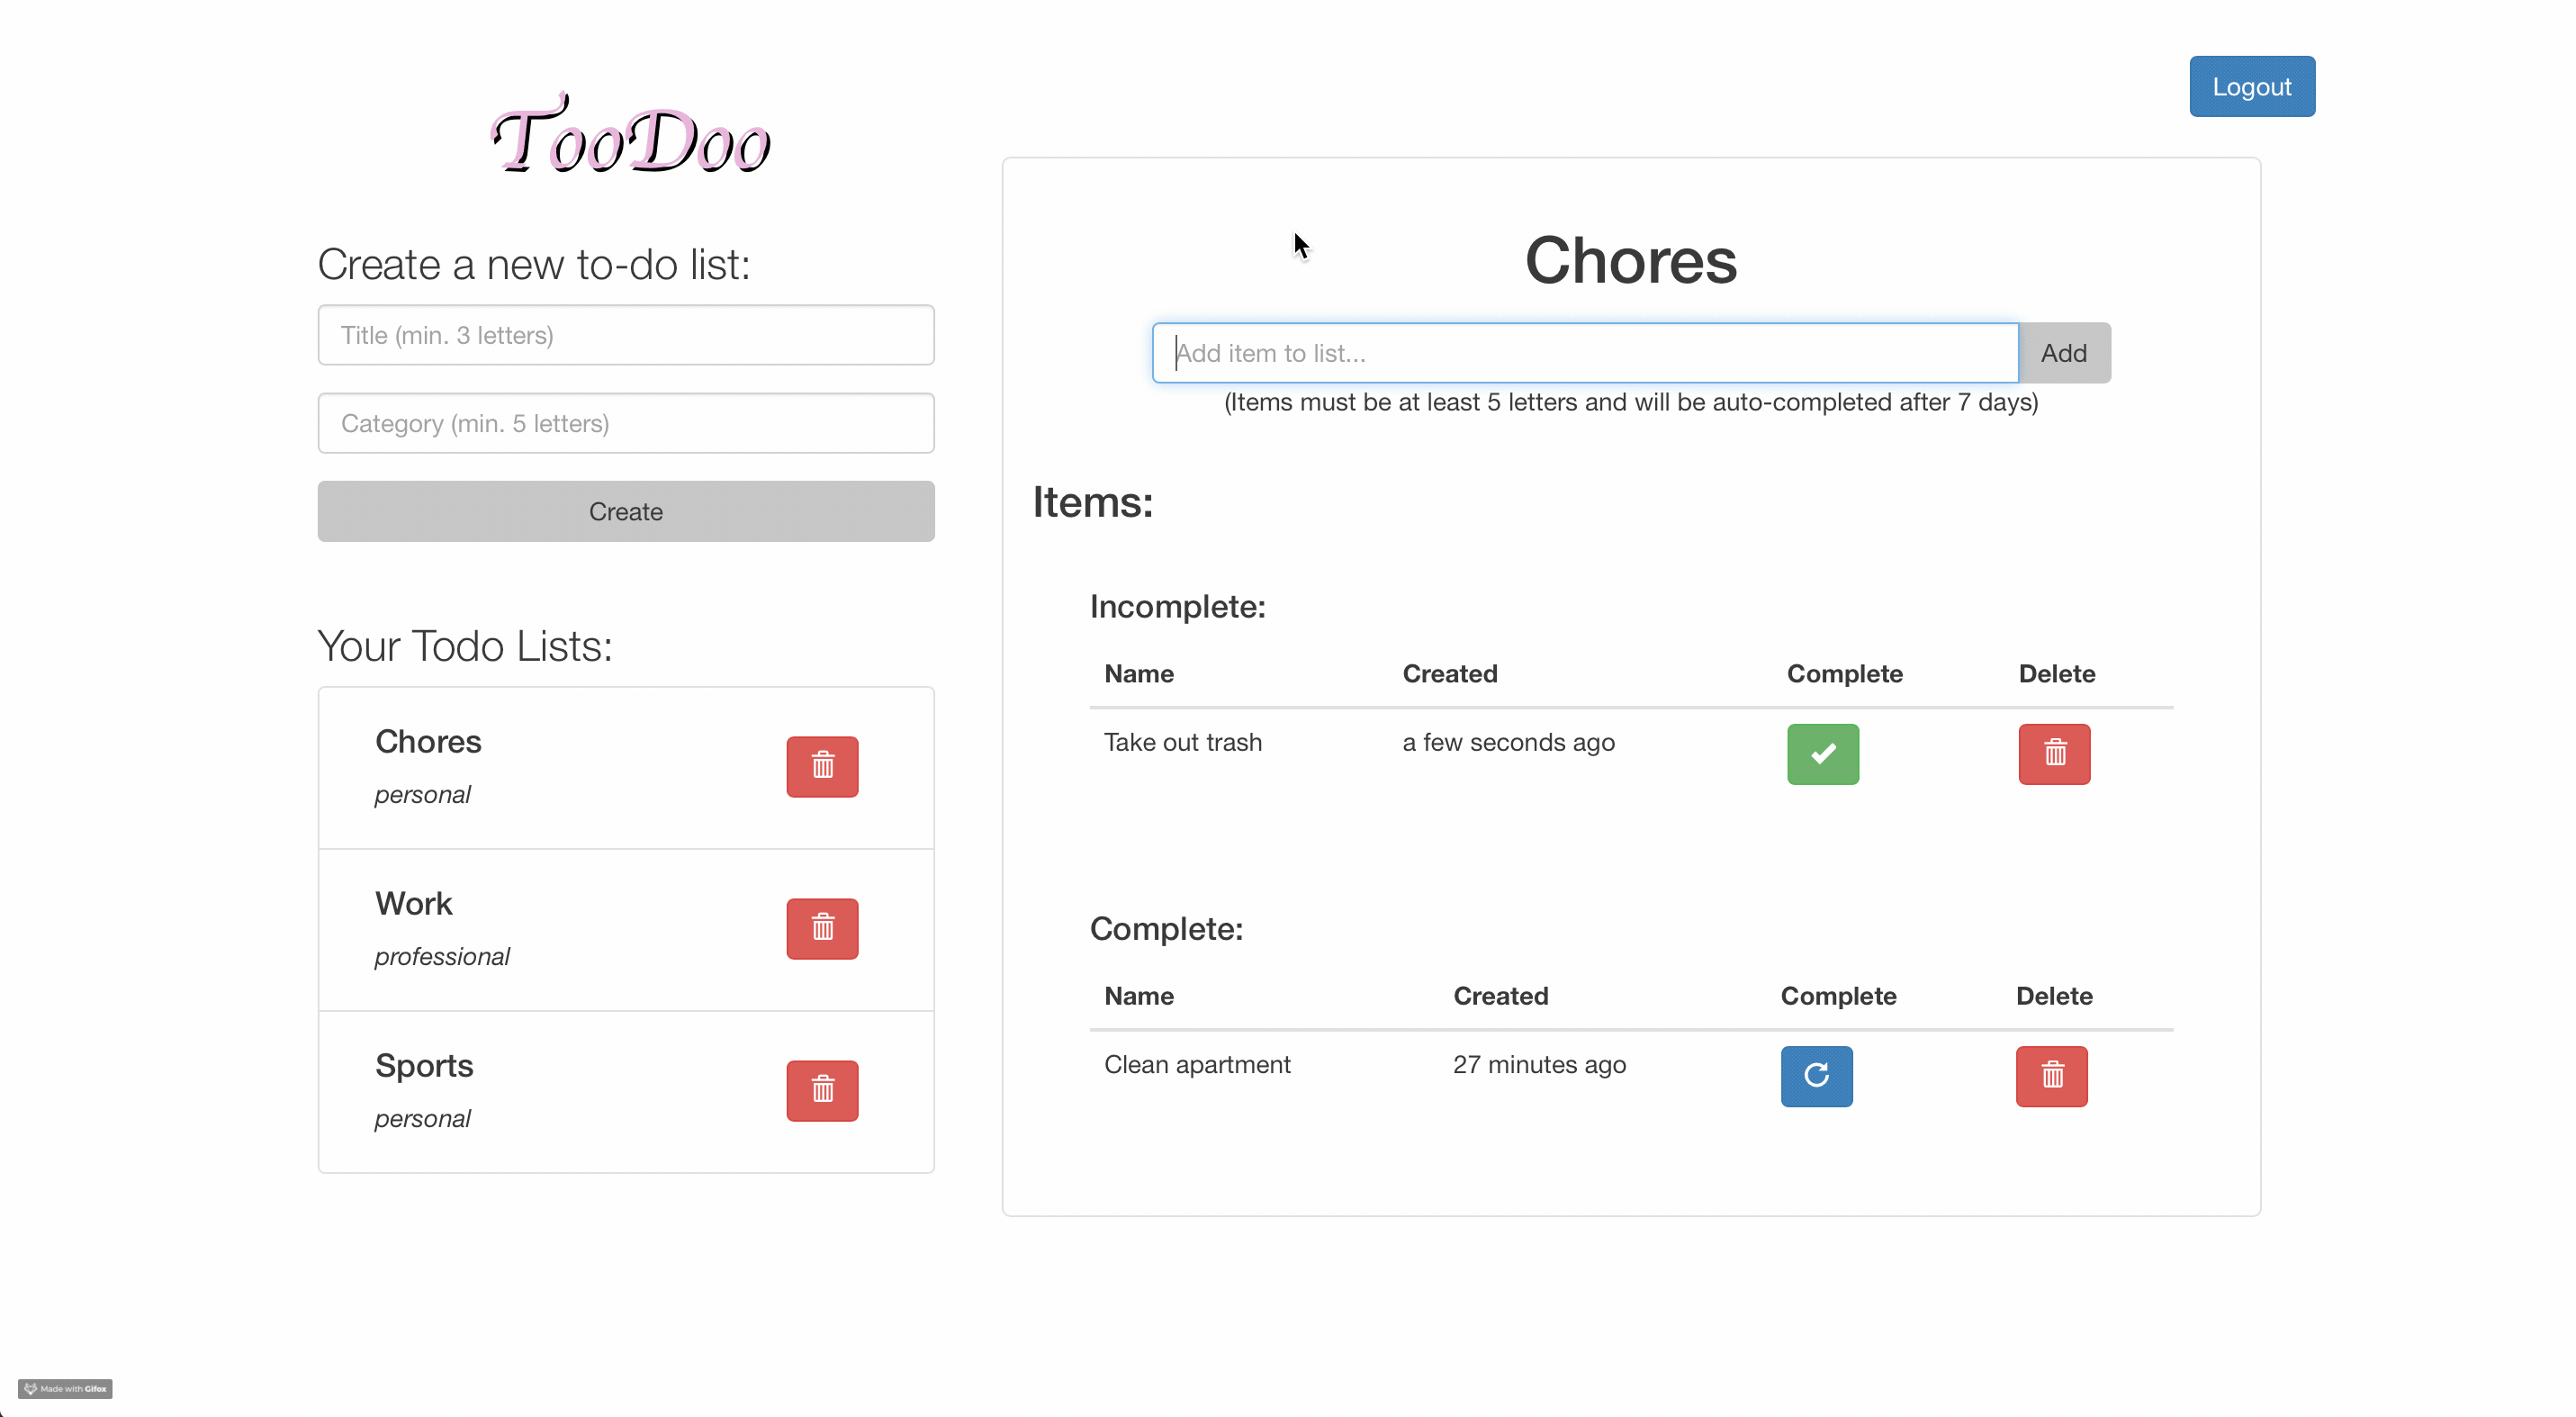 Logout
TooDoo
Create a new to-do list:
Title (min. 3 letters)
Category (min. 5 letters)
Create
Your Todo Lists:
Chores
personal
Work
professional
Sports
personal
Chores
Add item to list...
Add
(Items must be at least 5 letters and will be auto-completed after 7 days)
Items:
Incomplete:
Name Created Complete Delete
Take out trash a few seconds ago
Complete:
Name Created Complete Delete
Clean apartment 27 minutes ago
Made with Gifox